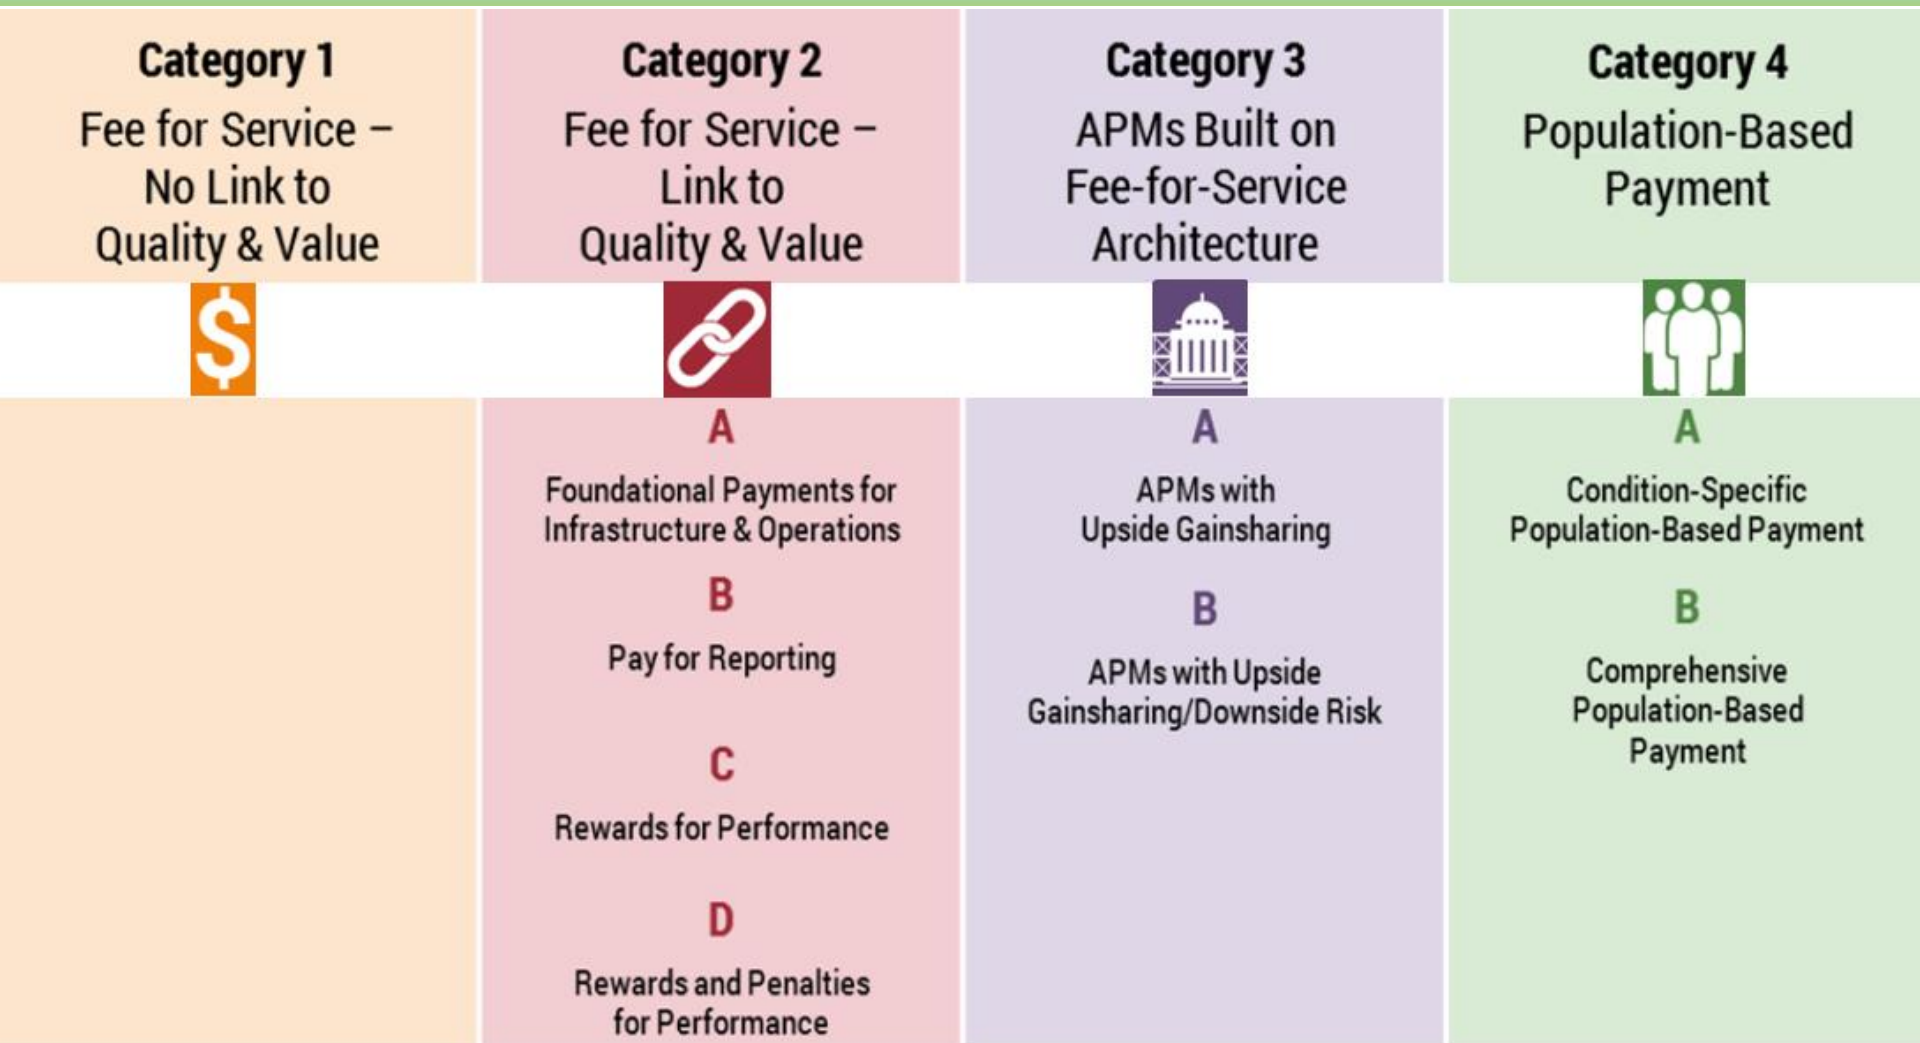 Category 1
Fee for Service –
No Link to
Quality & Value
$
Category 2
Fee for Service –
Link to
Quality & Value
A
Foundational Payments for
Infrastructure & Operations
B
Pay for Reporting
C
Rewards for Performance
D
Rewards and Penalties
for Performance
Category 3
APMs Built on
Fee-for-Service
Architecture
A
APMs with
Upside Gainsharing
B
APMs with Upside
Gainsharing/Downside Risk
Category 4
Population-Based
Payment
A
Condition-Specific
Population-Based Payment
B
Comprehensive
Population-Based
Payment